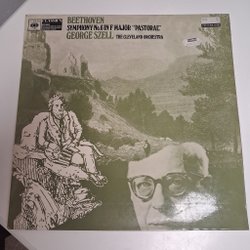 BEETHOVEN
SYMPHONY No.6 IN F MAJOR "PASTORAL"
GEORGE SZELL THE CLEVELAND ORCHESTRA